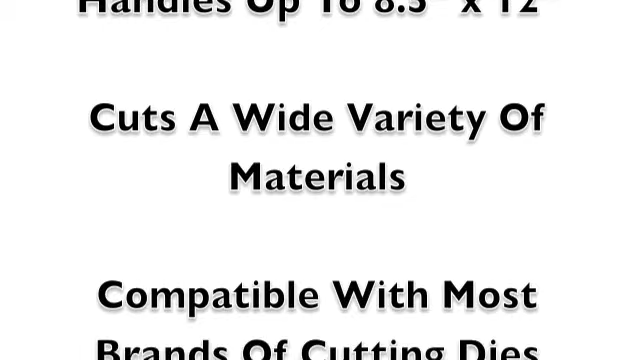 Handles Up To 8.5" x 12"
Cuts A Wide Variety Of
Materials
Compatible With Most
Brands Of Cutting Dies